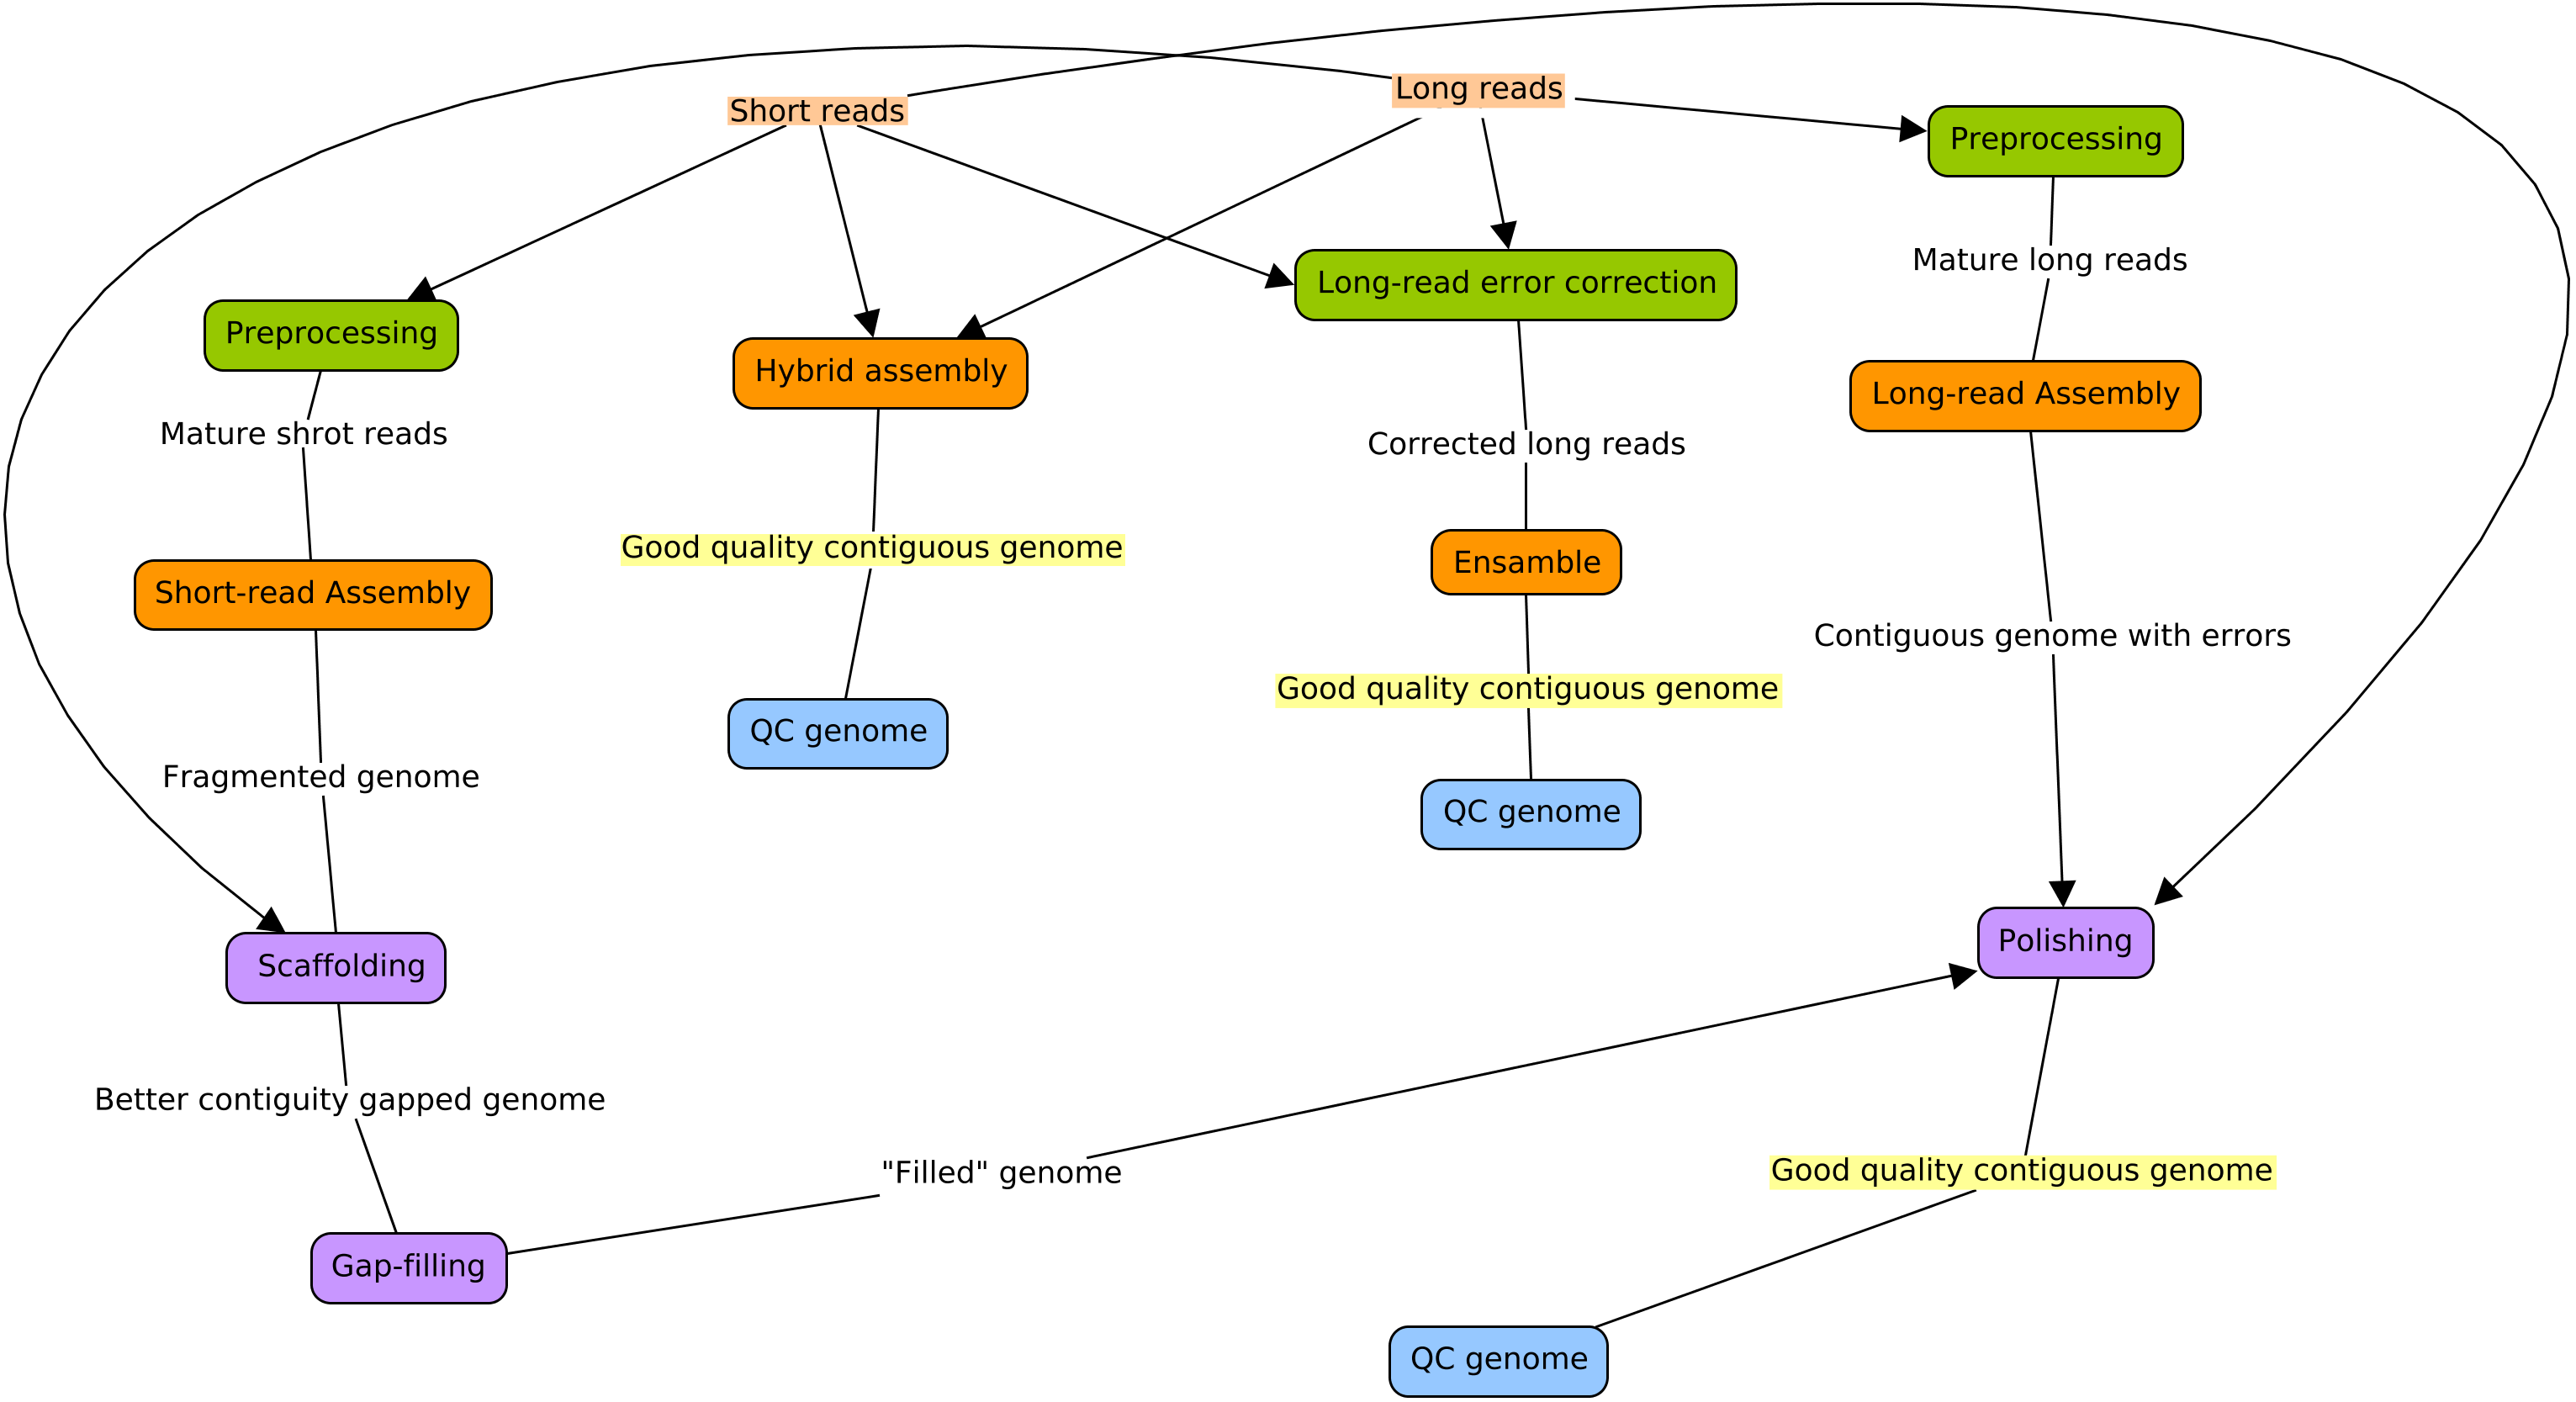 Long reads
Short reads
Preprocessing
Mature long reads
Long-read error correction
Preprocessing
Hybrid assembly
Long-read Assembly
Mature shrot reads
Corrected long reads
Good quality contiguous genome
Ensamble
Short-read Assembly
Contiguous genome with errors
Good quality contiguous genome
QC genome
Fragmented genome
QC genome
Polishing
Scaffolding
Better contiguity gapped genome
"Filled" genome
Good quality contiguous genome
Gap-filling
QC genome